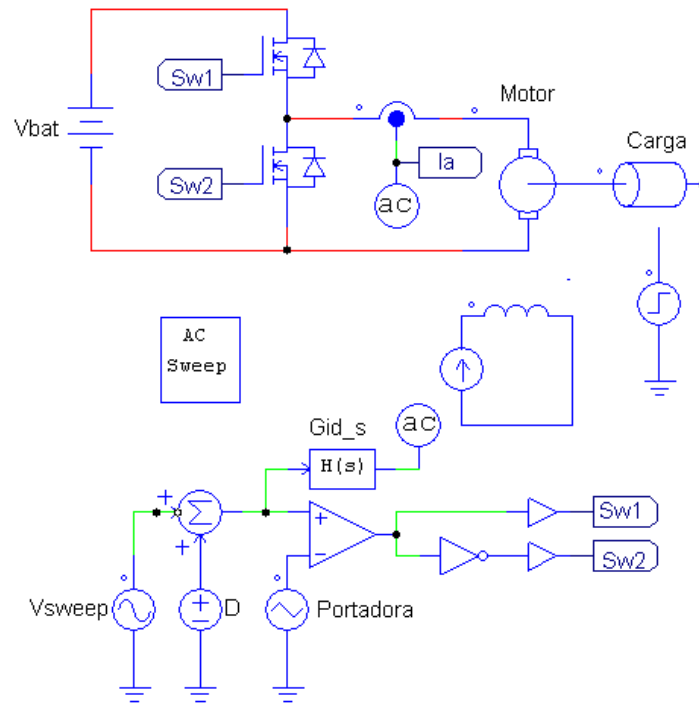 Sw1
Motor
Vbat
Carga
Sw2
Ia
ac
AC
Sweep
ac
Gid_s
H(s)
+
Σ
+
Sw1
+
−
Sw2
Vsweep
+
−
D
Portadora